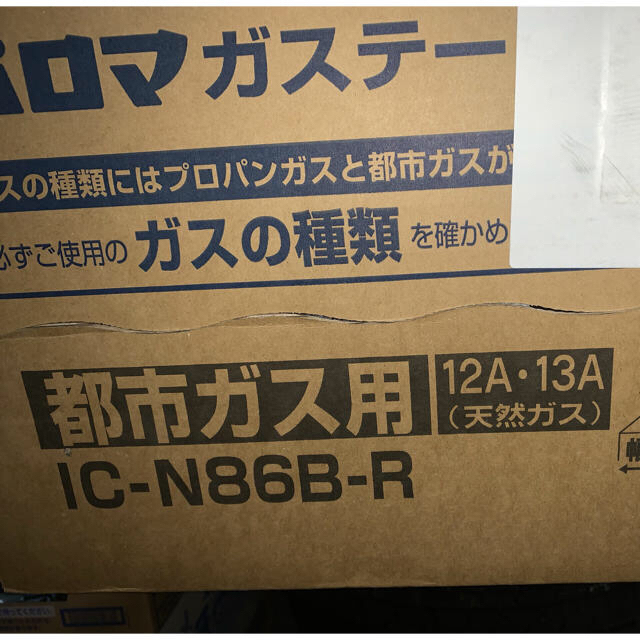 パロマ ガステー
スの種類にはプロパンガスと都市ガスが
必ずご使用の ガスの種類 を確かめ
都市ガス用 12A・13A
(天然ガス)
IC-N86B-R
幅